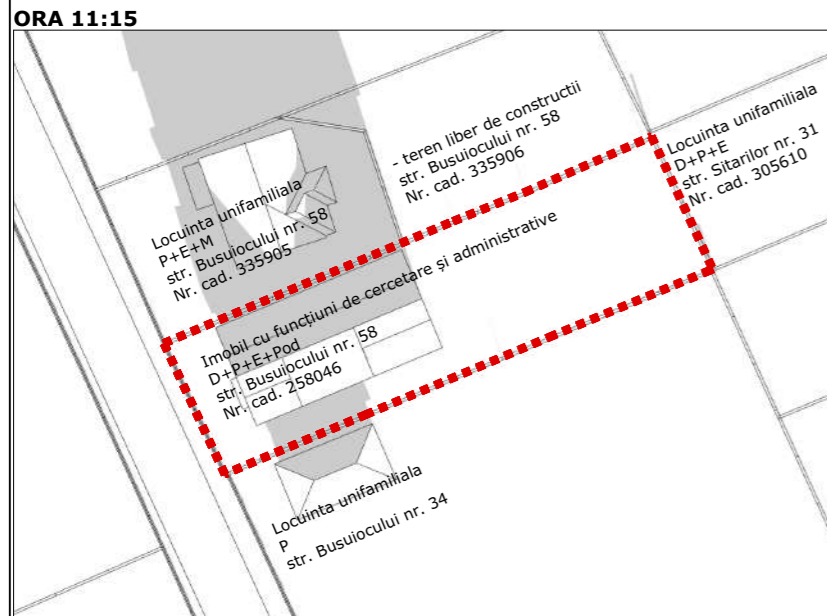 ORA 11:15
- teren liber de constructii
str. Busuiocului nr. 58
Nr. cad. 335906
Locuinta unifamiliala
D+P+E
str. Sitarilor nr. 31
Nr. cad. 305610
Locuinta unifamiliala
P+E+M
str. Busuiocului nr. 58
Nr. cad. 335905
Imobil cu funcțiuni de cercetare și administrative
D+P+E+Pod
str. Busuiocului nr. 58
Nr. cad. 258046
Locuinta unifamiliala
P
str. Busuiocului nr. 34